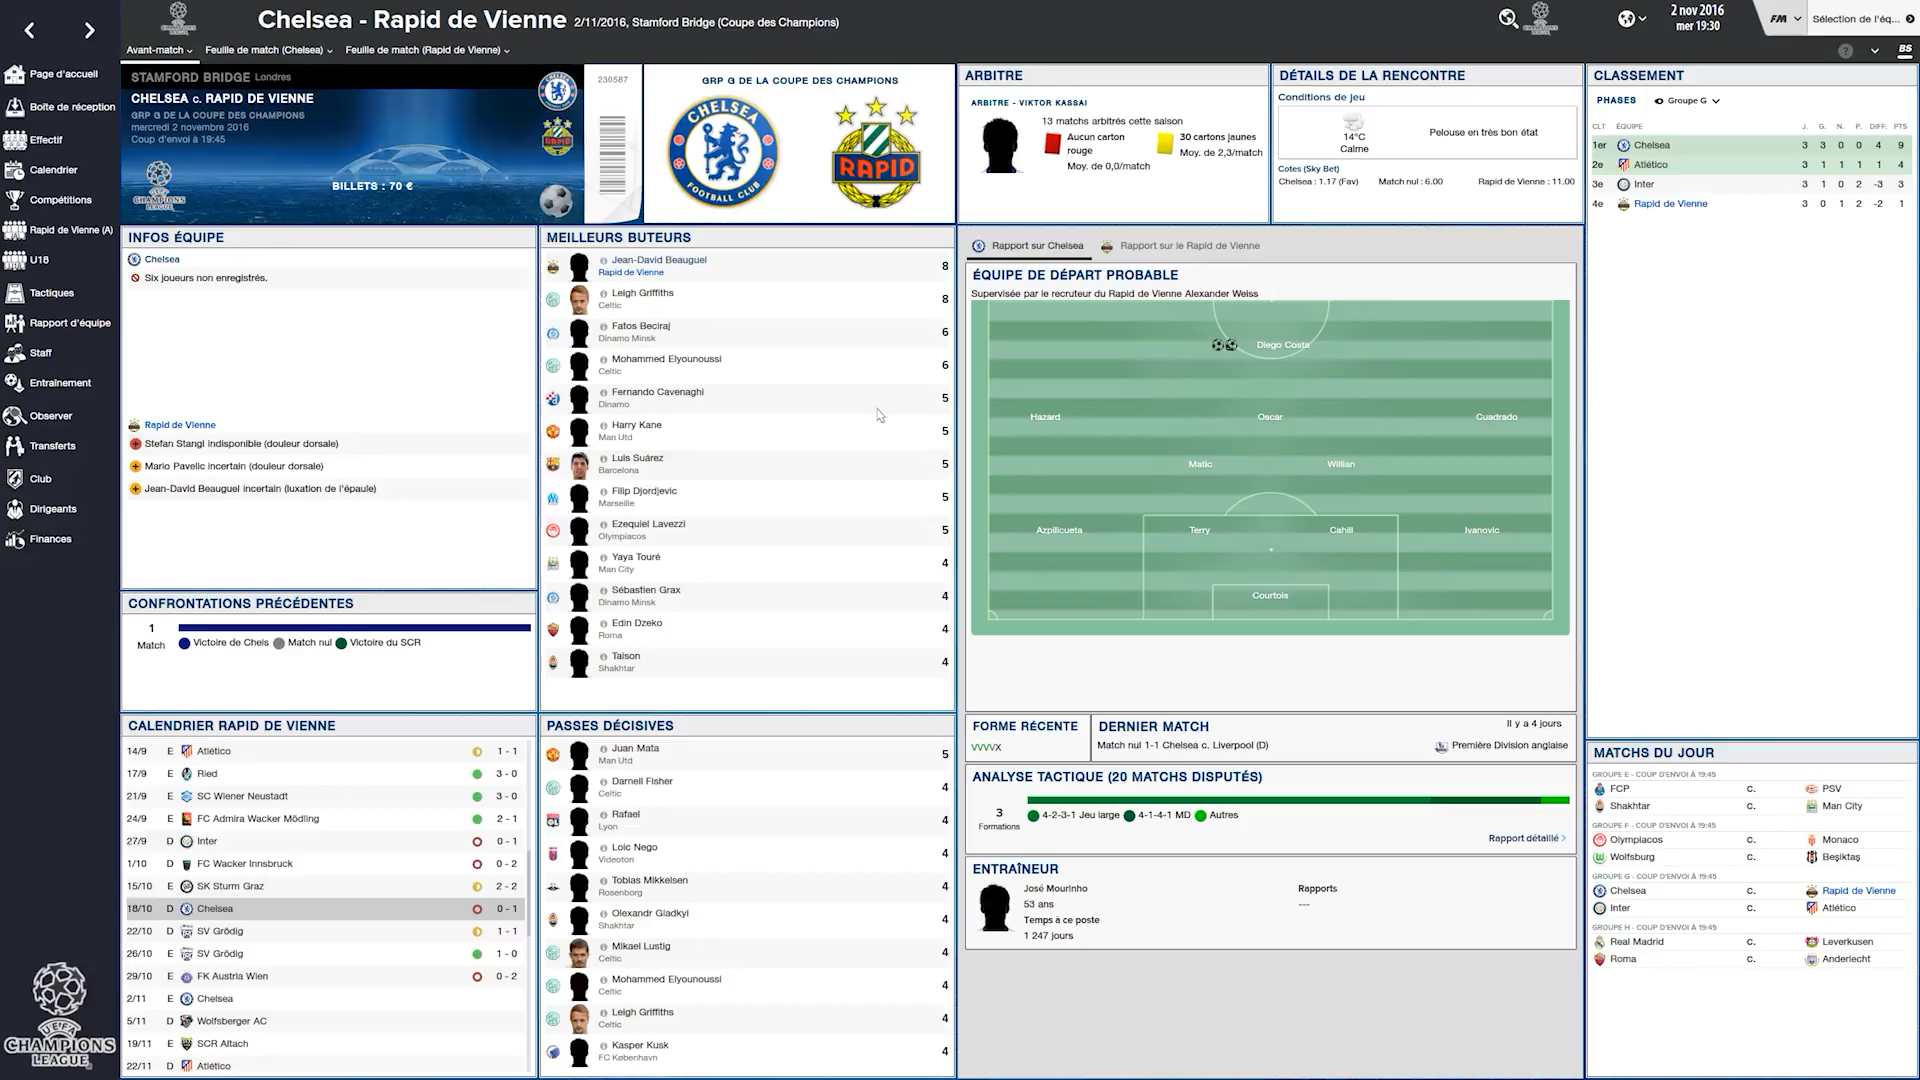 Chelsea - Rapid de Vienne 2/11/2016, Stamford Bridge (Coupe des Champions)
2 nov 2016
mer 19:30
FM
Sélection de l'éq...
Avant-match
Feuille de match (Chelsea)
Feuille de match (Rapid de Vienne)
BS
Page d'accueil
Boîte de réception
Effectif
Calendrier
Compétitions
Rapid de Vienne (A)
U18
Tactiques
Rapport d'équipe
Staff
Entraînement
Observer
Transferts
Club
Dirigeants
Finances
UEFA
CHAMPIONS
LEAGUE
STAMFORD BRIDGE Londres
CHELSEA c. RAPID DE VIENNE
GRP G DE LA COUPE DES CHAMPIONS
mercredi 2 novembre 2016
Coup d'envoi à 19:45
CHAMPIONS
LEAGUE
BILLETS : 70 €
230587
GRP G DE LA COUPE DES CHAMPIONS
CHELSEA
FOOTBALL CLUB
RAPID
ARBITRE
ARBITRE - VIKTOR KASSAI
13 matchs arbitrés cette saison
Aucun carton rouge
Moy. de 0,0/match
30 cartons jaunes
Moy. de 2,3/match
DÉTAILS DE LA RENCONTRE
Conditions de jeu
14°C
Calme
Pelouse en très bon état
Cotes (Sky Bet)
Chelsea : 1.17 (Fav) Match nul : 6.00 Rapid de Vienne : 11.00
CLASSEMENT
PHASES Groupe G
CLT ÉQUIPE J. G. N. P. DIFF. PTS
1er Chelsea 3 3 0 0 4 9
2e Atlético 3 1 1 1 1 4
3e Inter 3 1 0 2 -3 3
4e Rapid de Vienne 3 0 1 2 -2 1
INFOS ÉQUIPE
Chelsea
Six joueurs non enregistrés.
Rapid de Vienne
Stefan Stangl indisponible (douleur dorsale)
Mario Pavelic incertain (douleur dorsale)
Jean-David Beauguel incertain (luxation de l'épaule)
CONFRONTATIONS PRÉCÉDENTES
1
Match
Victoire de Chels Match nul Victoire du SCR
CALENDRIER RAPID DE VIENNE
14/9 E Atlético 1 - 1
17/9 E Ried 3 - 0
21/9 E SC Wiener Neustadt 3 - 0
24/9 E FC Admira Wacker Mödling 2 - 1
27/9 D Inter 0 - 1
1/10 D FC Wacker Innsbruck 0 - 2
15/10 E SK Sturm Graz 2 - 2
18/10 D Chelsea 0 - 1
22/10 D SV Grödig 1 - 1
26/10 E SV Grödig 1 - 0
29/10 E FK Austria Wien 0 - 2
2/11 E Chelsea
5/11 D Wolfsberger AC
19/11 E SCR Altach
22/11 D Atlético
MEILLEURS BUTEURS
Jean-David Beauguel 8
Rapid de Vienne
Leigh Griffiths 8
Celtic
Fatos Beciraj 6
Dinamo Minsk
Mohammed Elyounoussi 6
Celtic
Fernando Cavenaghi 5
Dinamo
Harry Kane 5
Man Utd
Luis Suárez 5
Barcelona
Filip Djordjevic 5
Marseille
Ezequiel Lavezzi 5
Olympiacos
Yaya Touré 4
Man City
Sébastien Grax 4
Dinamo Minsk
Edin Dzeko 4
Roma
Taison 4
Shakhtar
PASSES DÉCISIVES
Juan Mata 5
Man Utd
Darnell Fisher 4
Celtic
Rafael 4
Lyon
Loic Nego 4
Videoton
Tobias Mikkelsen 4
Rosenborg
Olexandr Gladkyi 4
Shakhtar
Mikael Lustig 4
Celtic
Mohammed Elyounoussi 4
Celtic
Leigh Griffiths 4
Celtic
Kasper Kusk 4
FC København
Rapport sur Chelsea
Rapport sur le Rapid de Vienne
ÉQUIPE DE DÉPART PROBABLE
Supervisée par le recruteur du Rapid de Vienne Alexander Weiss
Diego Costa
Hazard Oscar Cuadrado
Matic Willian
Azpilicueta Terry Cahill Ivanovic
Courtois
FORME RÉCENTE
VVVVX
DERNIER MATCH
Il y a 4 jours
Match nul 1-1 Chelsea c. Liverpool (D)
Première Division anglaise
ANALYSE TACTIQUE (20 MATCHS DISPUTÉS)
3
Formations
4-2-3-1 Jeu large 4-1-4-1 MD Autres
Rapport détaillé >
ENTRAÎNEUR
José Mourinho
53 ans
Temps à ce poste
1 247 jours
Rapports
---
MATCHS DU JOUR
GROUPE E - COUP D'ENVOI À 19:45
FCP c. PSV
Shakhtar c. Man City
GROUPE F - COUP D'ENVOI À 19:45
Olympiacos c. Monaco
Wolfsburg c. Beşiktaş
GROUPE G - COUP D'ENVOI À 19:45
Chelsea c. Rapid de Vienne
Inter c. Atlético
GROUPE H - COUP D'ENVOI À 19:45
Real Madrid c. Leverkusen
Roma c. Anderlecht